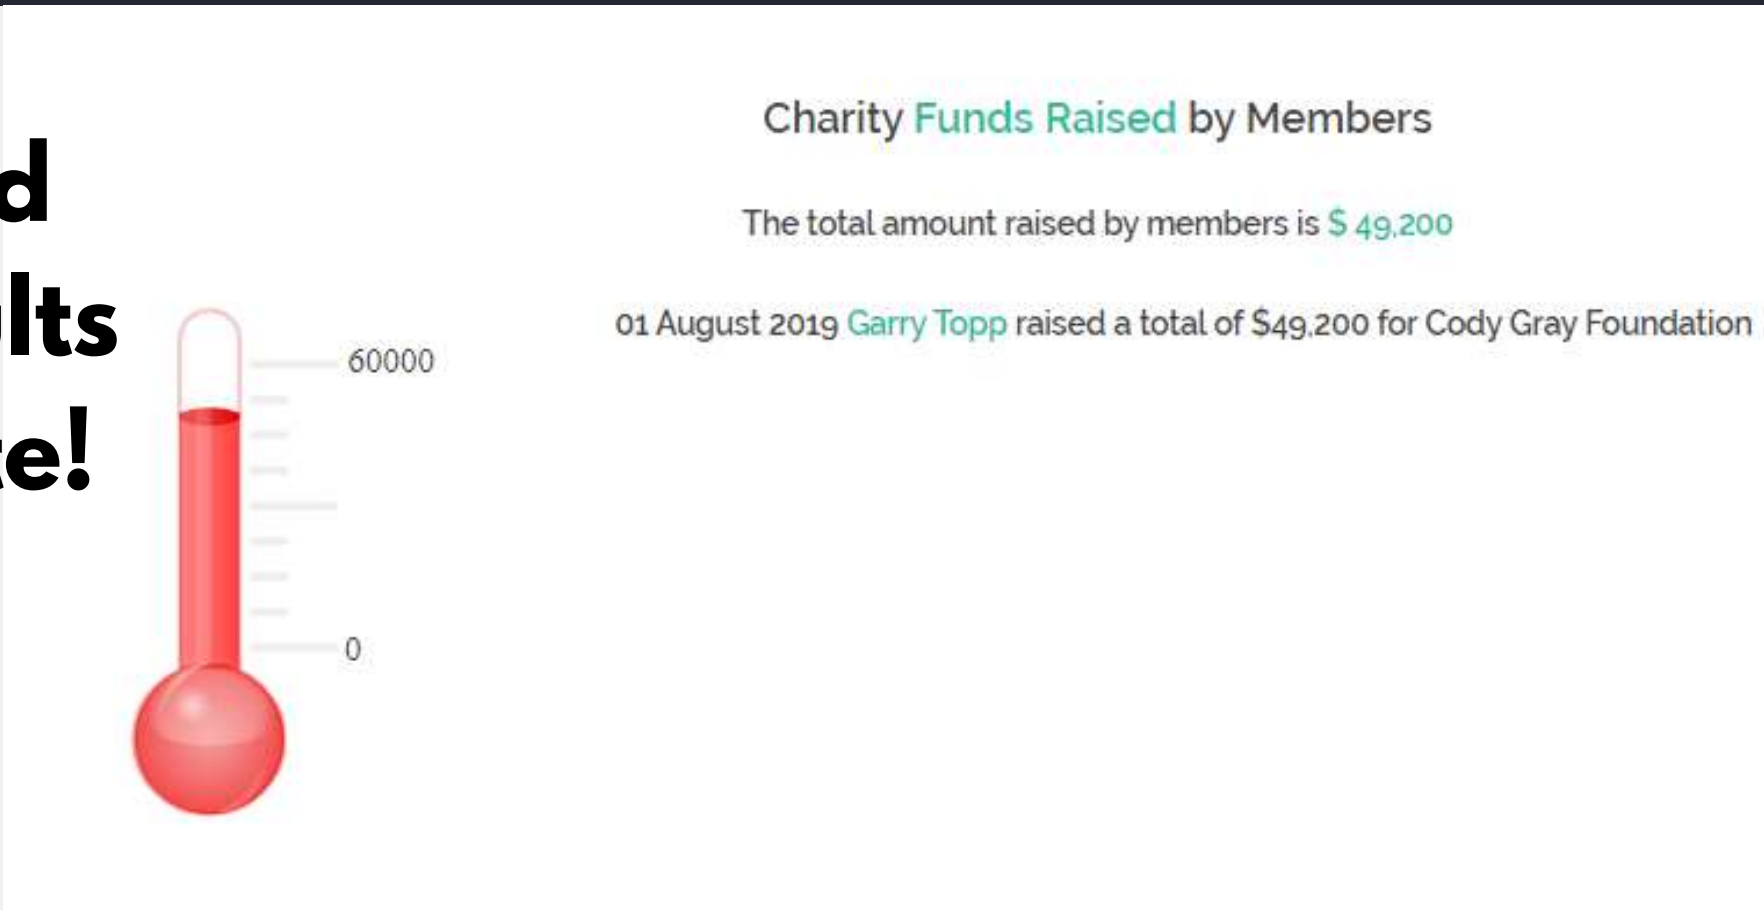 Charity Funds Raised by Members
The total amount raised by members is $ 49,200
01 August 2019 Garry Topp raised a total of $49,200 for Cody Gray Foundation
60000
0